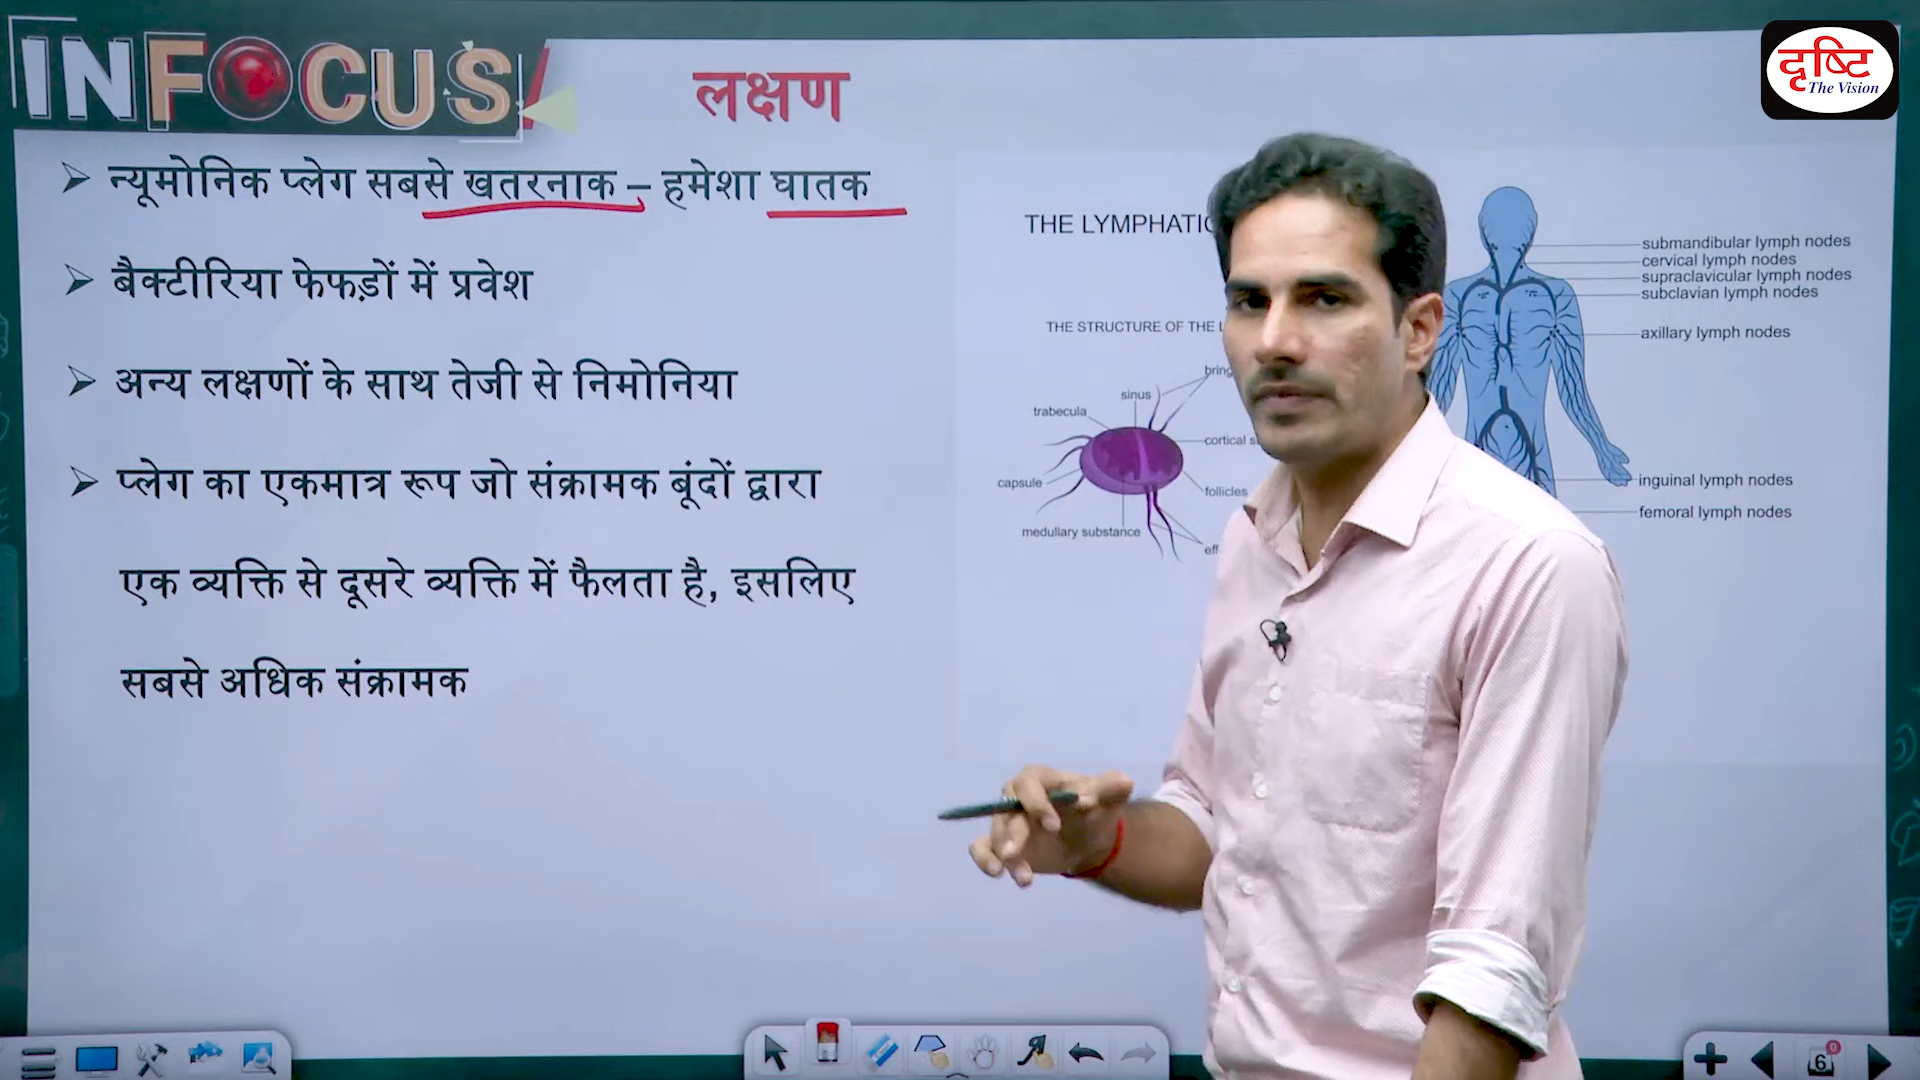 INFOCUS
लक्षण
दृष्टि
The Vision
न्यूमोनिक प्लेग सबसे खतरनाक – हमेशा घातक
बैक्टीरिया फेफड़ों में प्रवेश
अन्य लक्षणों के साथ तेजी से निमोनिया
प्लेग का एकमात्र रूप जो संक्रामक बूंदों द्वारा
एक व्यक्ति से दूसरे व्यक्ति में फैलता है, इसलिए
सबसे अधिक संक्रामक
THE LYMPHATIC
THE STRUCTURE OF THE
sinus
trabecula
cortical
capsule
follicles
medullary substance
submandibular lymph nodes
cervical lymph nodes
supraclavicular lymph nodes
subclavian lymph nodes
axillary lymph nodes
inguinal lymph nodes
femoral lymph nodes
6
0